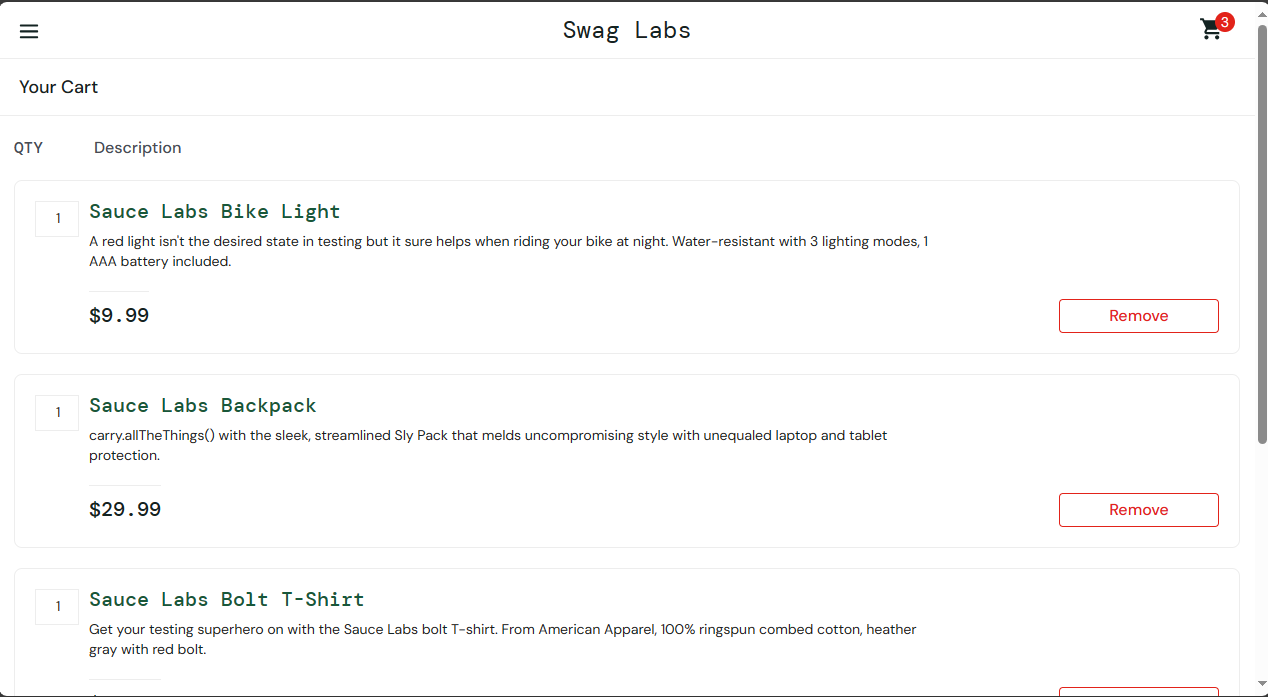 Swag Labs
3
Your Cart
QTY Description
1
Sauce Labs Bike Light
A red light isn't the desired state in testing but it sure helps when riding your bike at night. Water-resistant with 3 lighting modes, 1
AAA battery included.
$9.99
Remove
1
Sauce Labs Backpack
carry.allTheThings() with the sleek, streamlined Sly Pack that melds uncompromising style with unequaled laptop and tablet
protection.
$29.99
Remove
1
Sauce Labs Bolt T-Shirt
Get your testing superhero on with the Sauce Labs bolt T-shirt. From American Apparel, 100% ringspun combed cotton, heather
gray with red bolt.